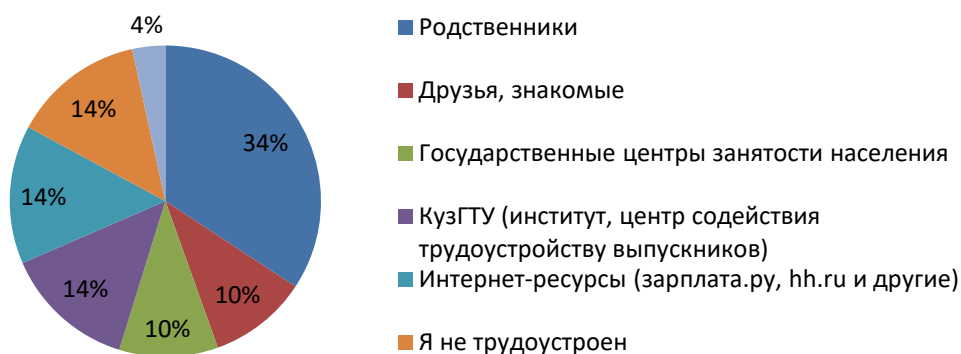 4%
14%
34%
14%
14%
10%
10%
Родственники
Друзья, знакомые
Государственные центры занятости населения
КузГТУ (институт, центр содействия
трудоустройству выпускников)
Интернет-ресурсы (зарплата.ру, hh.ru и другие)
Я не трудоустроен